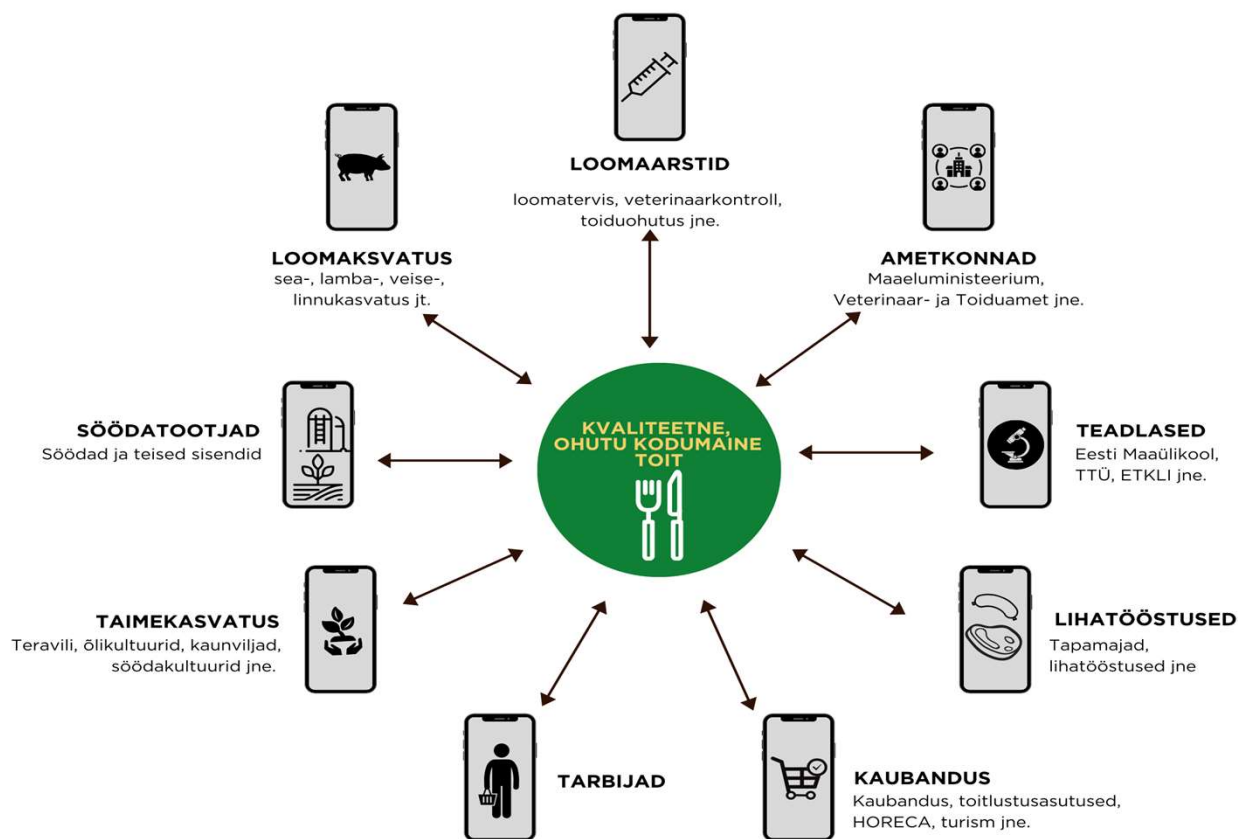 LOOMAARSTID
loomatervis, veterinaarkontroll,
toiduohutus jne.
LOOMAKSVATUS
sea-, lamba-, veise-,
linnukasvatus jt.
AMETKONNAD
Maaeluministeerium,
Veterinaar- ja Toiduamet jne.
SÖÖDATOOTJAD
Söödad ja teised sisendid
KVALITEETNE,
OHUTU KODUMAINE
TOIT
TEADLASED
Eesti Maaülikool,
TTÜ, ETKLI jne.
TAIMEKASVATUS
Teravili, õlikultuurid, kaunviljad,
söödakultuurid jne.
LIHATÖÖSTUSED
Tapamajad,
lihatööstused jne
TARBIJAD
KAUBANDUS
Kaubandus, toitlustusasutused,
HORECA, turism jne.